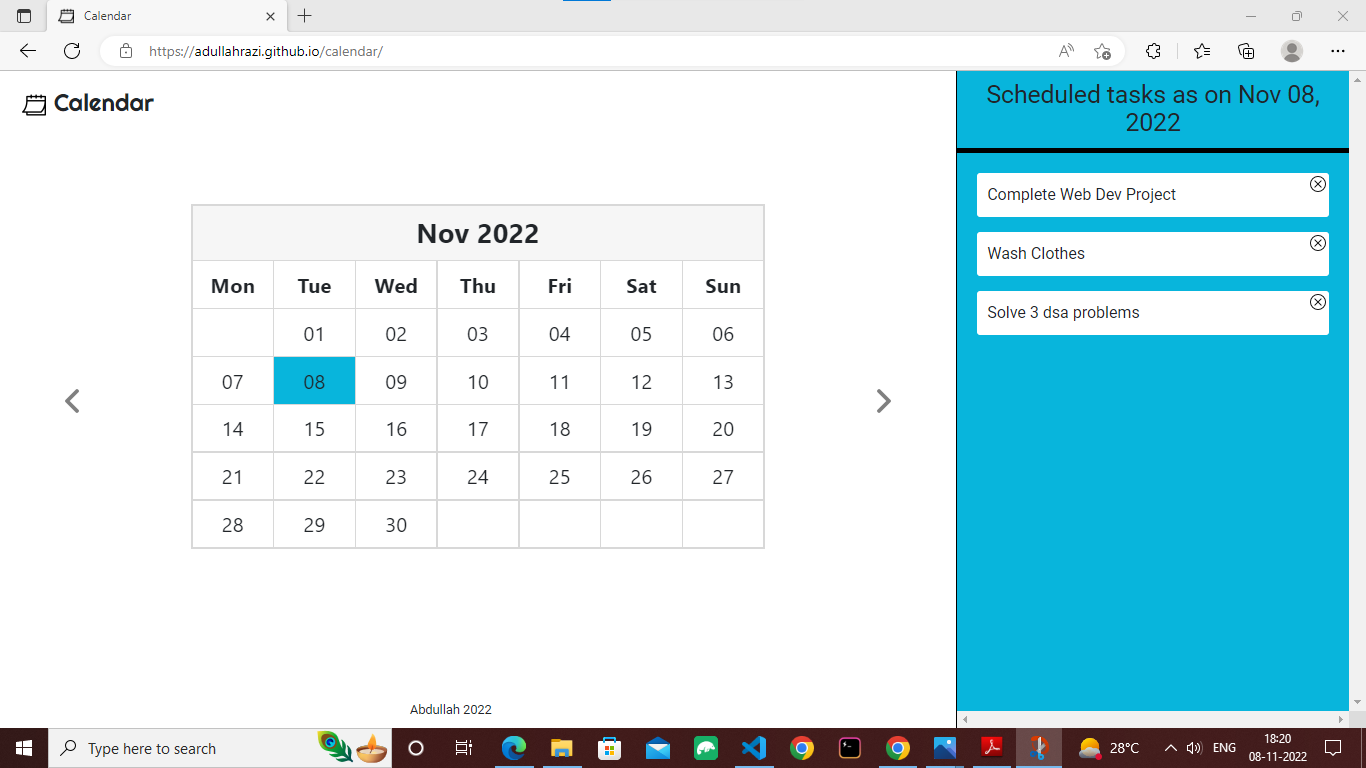 Calendar
https://adullahrazi.github.io/calendar/
Calendar
Nov 2022
Mon Tue Wed Thu Fri Sat Sun
01 02 03 04 05 06
07 08 09 10 11 12 13
14 15 16 17 18 19 20
21 22 23 24 25 26 27
28 29 30
Abdullah 2022
Scheduled tasks as on Nov 08,
2022
Complete Web Dev Project
Wash Clothes
Solve 3 dsa problems
Type here to search
28°C
ENG
18:20
08-11-2022